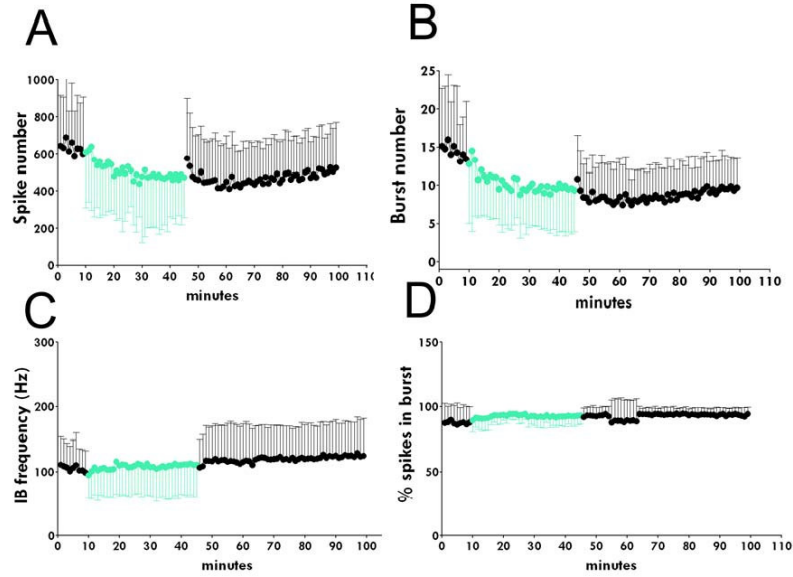 A
Spike number
1000
800
600
400
200
0
0 10 20 30 40 50 60 70 80 90 100 110
minutes
B
Burst number
25
20
15
10
5
0
0 10 20 30 40 50 60 70 80 90 100 110
minutes
C
IB frequency (Hz)
300
200
100
0
0 10 20 30 40 50 60 70 80 90 100
minutes
D
% spikes in burst
150
100
50
0
0 10 20 30 40 50 60 70 80 90 100 110
minutes